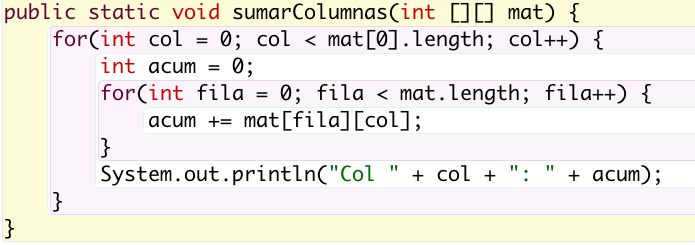 public static void sumarColumnas(int [][] mat) {
    for(int col = 0; col < mat[0].length; col++) {
        int acum = 0;
        for(int fila = 0; fila < mat.length; fila++) {
            acum += mat[fila][col];
        }
        System.out.println("Col " + col + ": " + acum);
    }
}